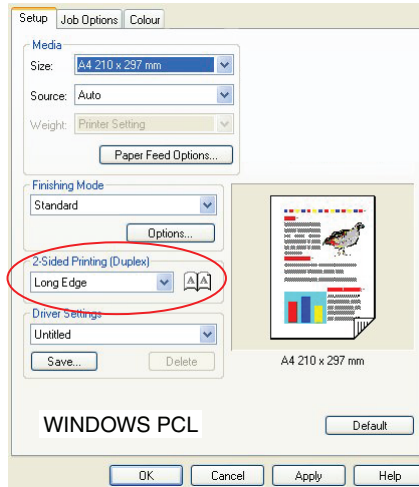 Setup Job Options Colour
Media
Size: A4 210 x 297 mm
Source: Auto
Weight: Printer Setting
Paper Feed Options...
Finishing Mode
Standard
Options...
2-Sided Printing (Duplex)
Long Edge A A
Driver Settings
Untitled
Save... Delete
A4 210 x 297 mm
WINDOWS PCL
Default
OK Cancel Apply Help